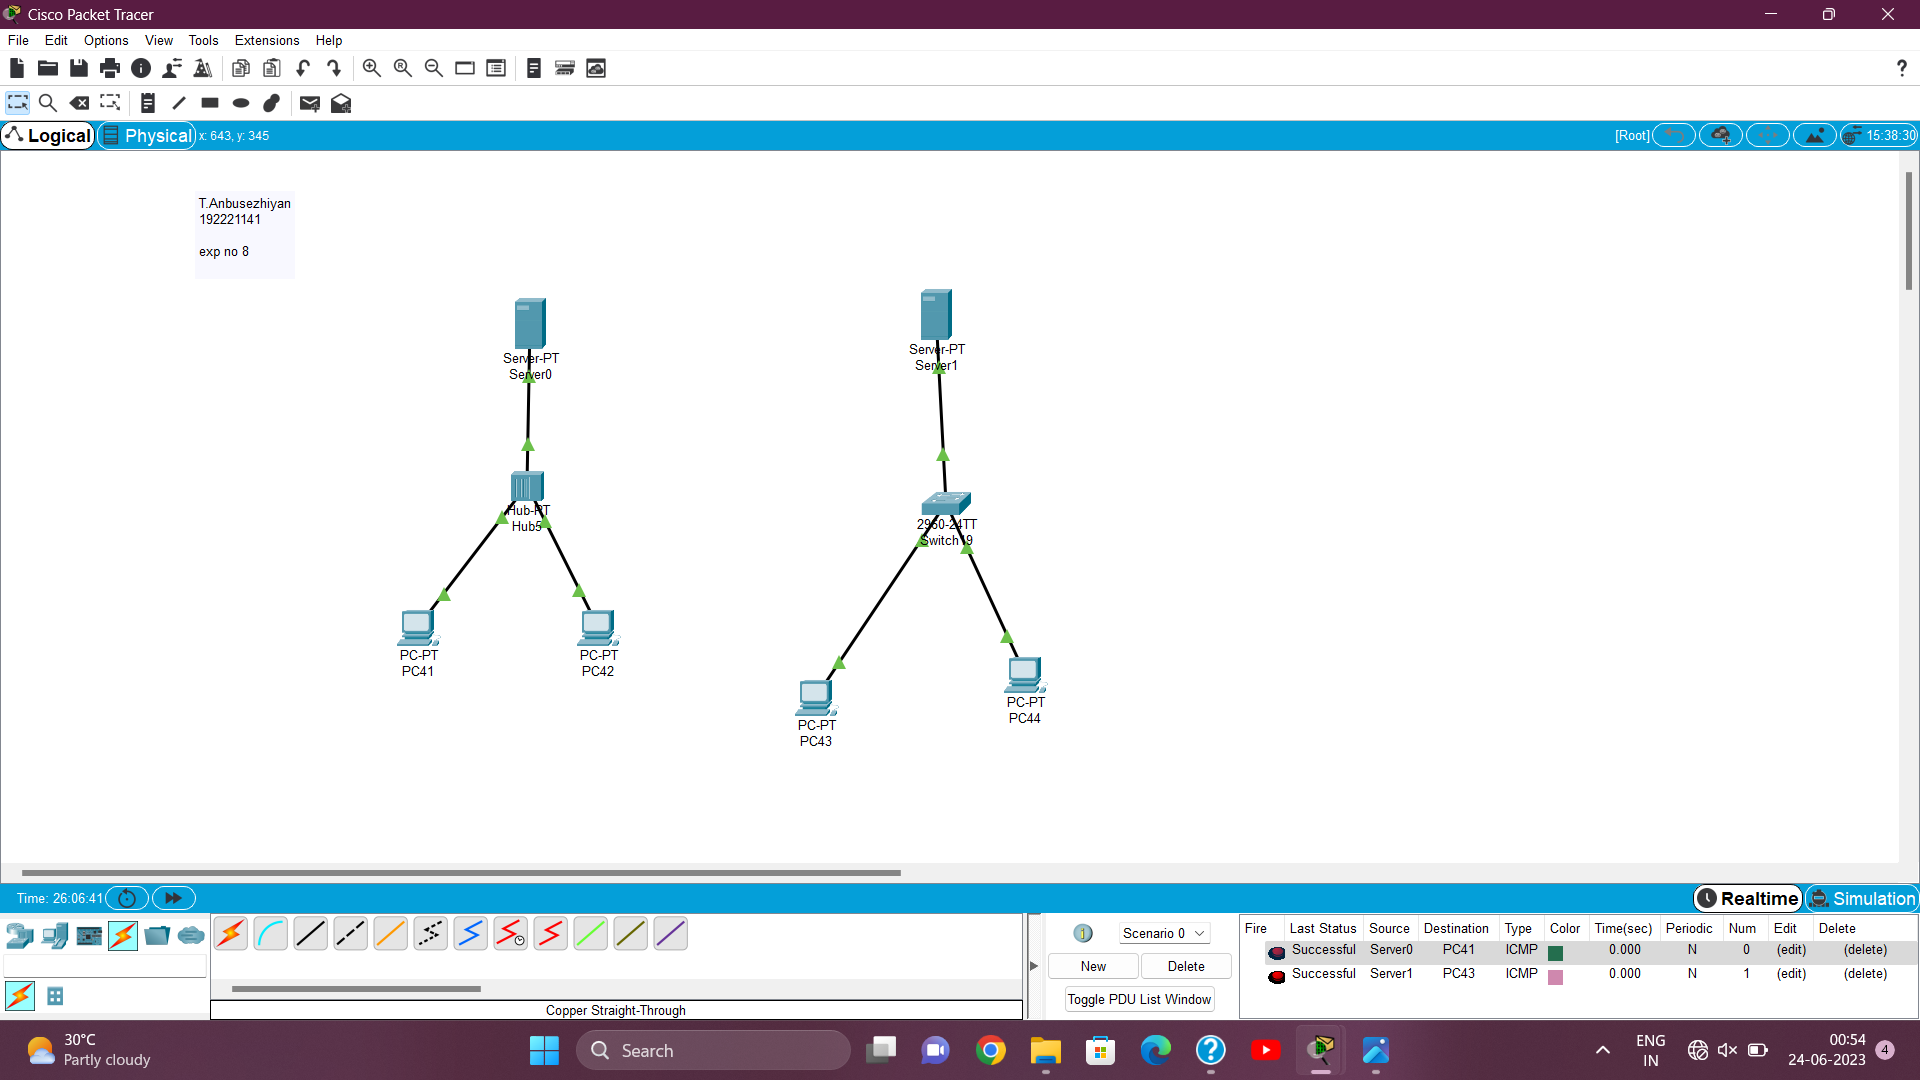 Cisco Packet Tracer
File Edit Options View Tools Extensions Help
Logical Physical x: 643, y: 345 [Root] 15:38:30
T.Anbusezhiyan
192221141
exp no 8
Server-PT
Server0
Server-PT
Server1
Hub-PT
Hub5
2960-24TT
Switch19
PC-PT
PC41
PC-PT
PC42
PC-PT
PC43
PC-PT
PC44
Time: 26:06:41 Realtime Simulation
Scenario 0
New Delete
Toggle PDU List Window
Fire Last Status Source Destination Type Color Time(sec) Periodic Num Edit Delete
Successful Server0 PC41 ICMP 0.000 N 0 (edit) (delete)
Successful Server1 PC43 ICMP 0.000 N 1 (edit) (delete)
Copper Straight-Through
30°C
Partly cloudy
Search
ENG
IN
00:54
24-06-2023
4